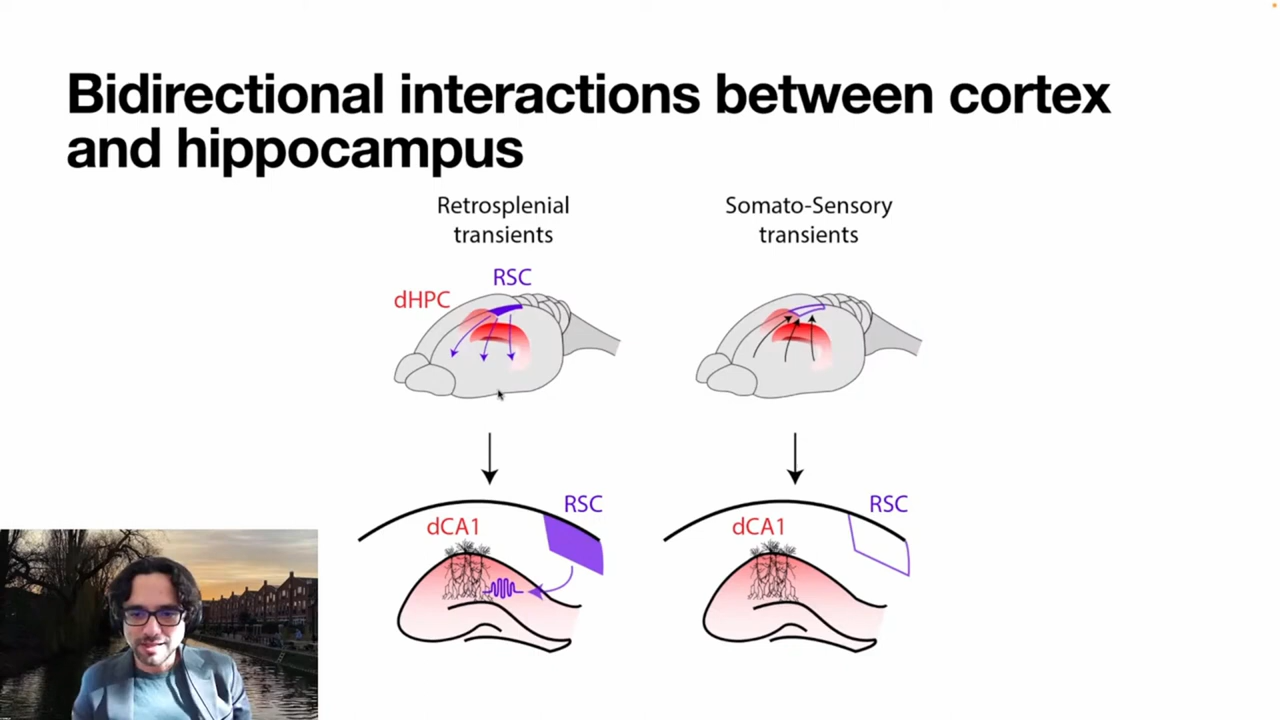 Bidirectional interactions between cortex
and hippocampus
Retrosplenial
transients
RSC
dHPC
Somato-Sensory
transients
RSC
dCA1
RSC
dCA1